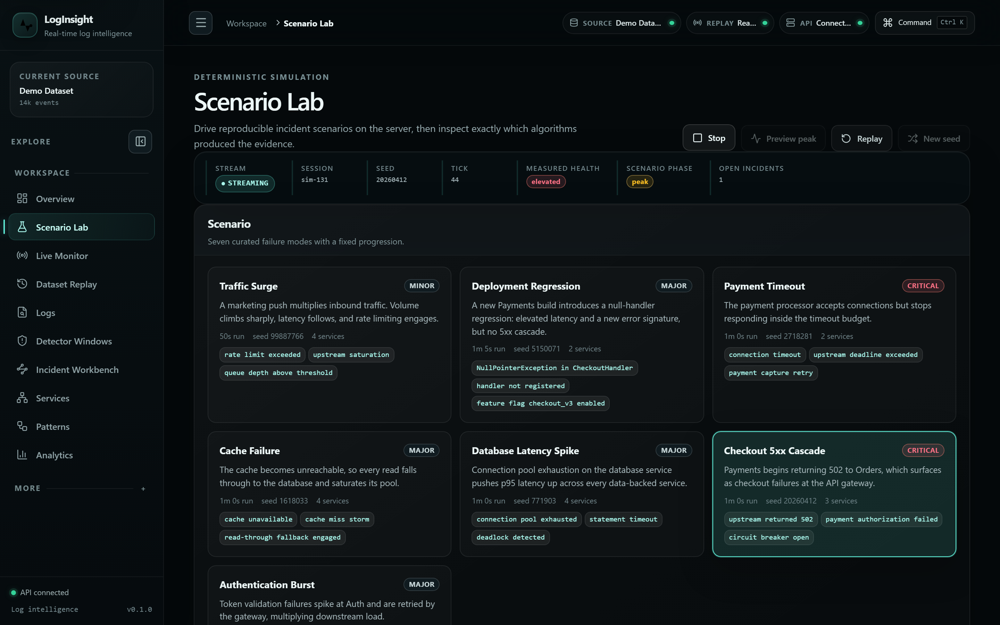 LogInsight
Real-time log intelligence
CURRENT SOURCE
Demo Dataset
14k events
EXPLORE
WORKSPACE
Overview
Scenario Lab
Live Monitor
Dataset Replay
Logs
Detector Windows
Incident Workbench
Services
Patterns
Analytics
MORE +
API connected
Log intelligence v0.1.0
Workspace > Scenario Lab
SOURCE Demo Data...
REPLAY Rea...
API Connect...
Command Ctrl K
DETERMINISTIC SIMULATION
Scenario Lab
Drive reproducible incident scenarios on the server, then inspect exactly which algorithms
produced the evidence.
Stop
Preview peak
Replay
New seed
STREAM
STREAMING
SESSION
sim-131
SEED
20260412
TICK
44
MEASURED HEALTH
elevated
SCENARIO PHASE
peak
OPEN INCIDENTS
1
Scenario
Seven curated failure modes with a fixed progression.
Traffic Surge MINOR
A marketing push multiplies inbound traffic. Volume
climbs sharply, latency follows, and rate limiting engages.
50s run seed 99887766 4 services
rate limit exceeded upstream saturation
queue depth above threshold
Deployment Regression MAJOR
A new Payments build introduces a null-handler
regression: elevated latency and a new error signature,
but no 5xx cascade.
1m 5s run seed 5150071 2 services
NullPointerException in CheckoutHandler
handler not registered
feature flag checkout_v3 enabled
Payment Timeout CRITICAL
The payment processor accepts connections but stops
responding inside the timeout budget.
1m 0s run seed 2718281 2 services
connection timeout upstream deadline exceeded
payment capture retry
Cache Failure MAJOR
The cache becomes unreachable, so every read falls
through to the database and saturates its pool.
1m 0s run seed 1618033 4 services
cache unavailable cache miss storm
read-through fallback engaged
Database Latency Spike MAJOR
Connection pool exhaustion on the database service
pushes p95 latency up across every data-backed service.
1m 0s run seed 771903 4 services
connection pool exhausted statement timeout
deadlock detected
Checkout 5xx Cascade CRITICAL
Payments begins returning 502 to Orders, which surfaces
as checkout failures at the API gateway.
1m 0s run seed 20260412 3 services
upstream returned 502 payment authorization failed
circuit breaker open
Authentication Burst MAJOR
Token validation failures spike at Auth and are retried by
the gateway, multiplying downstream load.